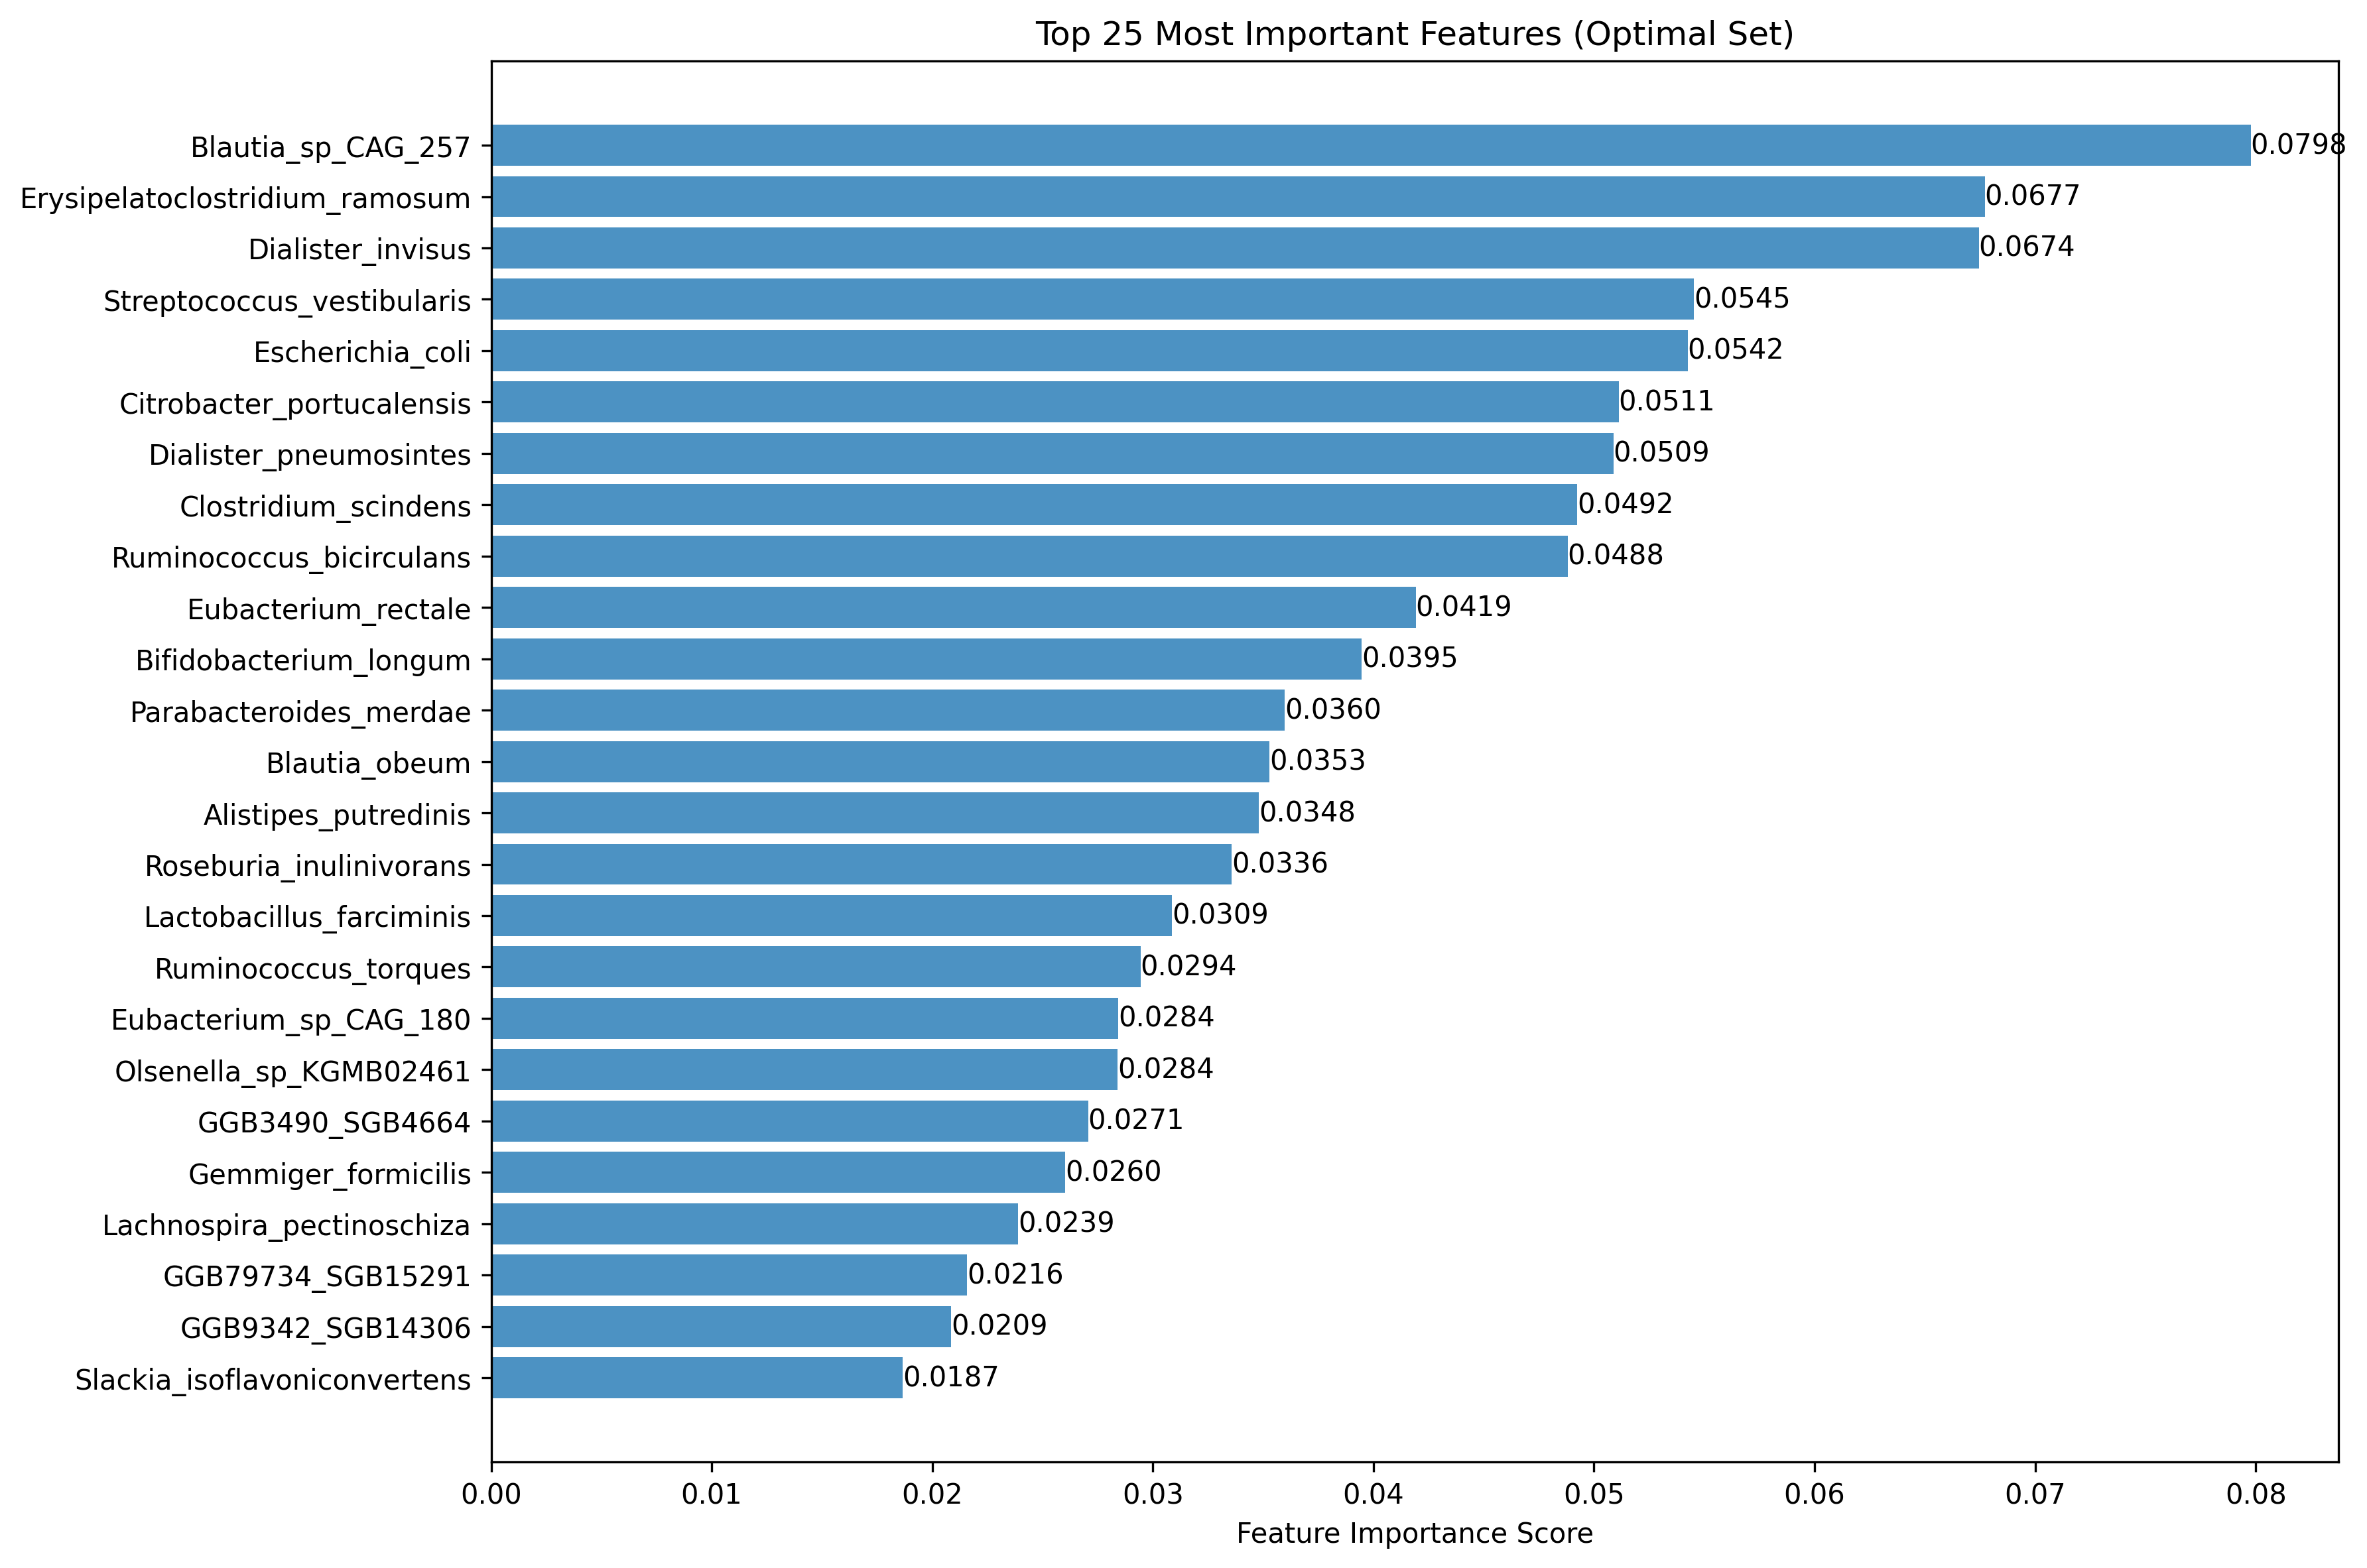 Top 25 Most Important Features (Optimal Set)
Blautia_sp_CAG_257 0.0798
Erysipelatoclostridium_ramosum 0.0677
Dialister_invisus 0.0674
Streptococcus_vestibularis 0.0545
Escherichia_coli 0.0542
Citrobacter_portucalensis 0.0511
Dialister_pneumosintes 0.0509
Clostridium_scindens 0.0492
Ruminococcus_bicirculans 0.0488
Eubacterium_rectale 0.0419
Bifidobacterium_longum 0.0395
Parabacteroides_merdae 0.0360
Blautia_obeum 0.0353
Alistipes_putredinis 0.0348
Roseburia_inulinivorans 0.0336
Lactobacillus_farciminis 0.0309
Ruminococcus_torques 0.0294
Eubacterium_sp_CAG_180 0.0284
Olsenella_sp_KGMB02461 0.0284
GGB3490_SGB4664 0.0271
Gemmiger_formicilis 0.0260
Lachnospira_pectinoschiza 0.0239
GGB79734_SGB15291 0.0216
GGB9342_SGB14306 0.0209
Slackia_isoflavoniconvertens 0.0187
0.00 0.01 0.02 0.03 0.04 0.05 0.06 0.07 0.08
Feature Importance Score